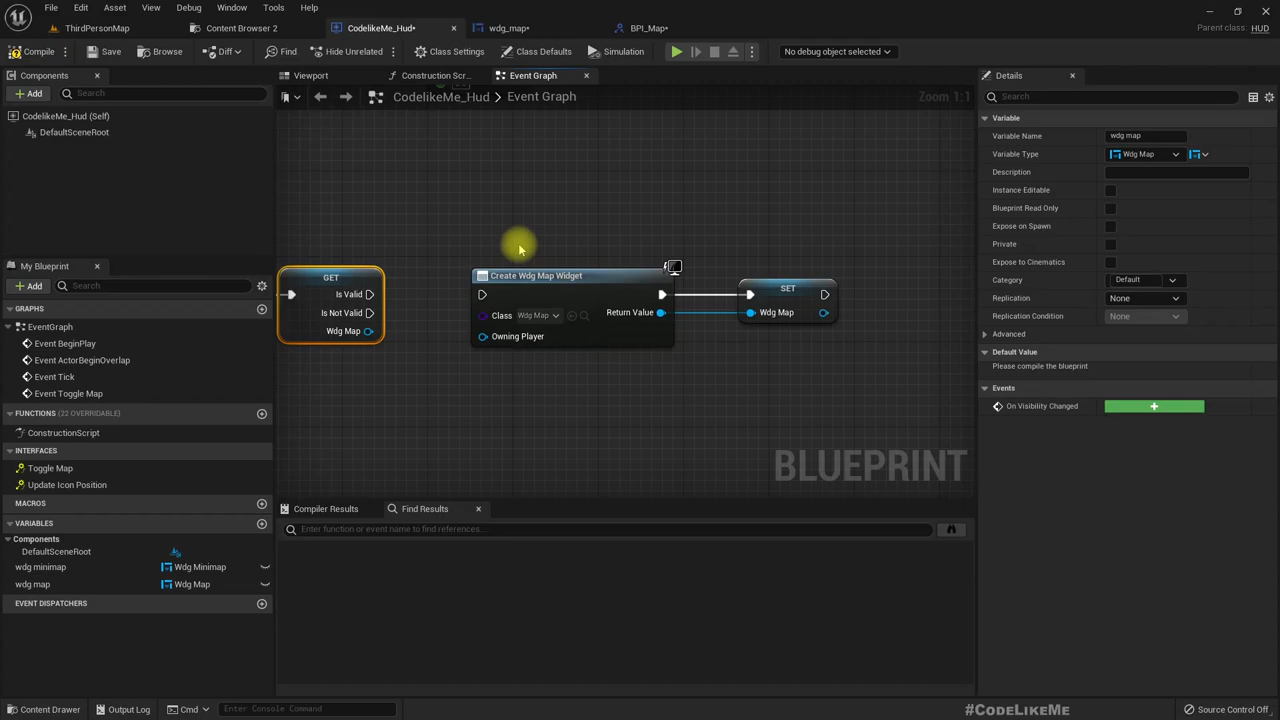 File Edit Asset View Debug Window Tools Help
ThirdPersonMap Content Browser 2 CodelikeMe_Hud* wdg_map* BPI_Map* Parent class: HUD
Compile Save Browse Diff Find Hide Unrelated Class Settings Class Defaults Simulation No debug object selected
Components Viewport Construction Scr... Event Graph Details
Add Search CodelikeMe_Hud Event Graph Zoom 1:1 Search
CodelikeMe_Hud (Self)
DefaultSceneRoot
My Blueprint
Add Search
GRAPHS
EventGraph
Event BeginPlay
Event ActorBeginOverlap
Event Tick
Event Toggle Map
FUNCTIONS (22 OVERRIDABLE)
ConstructionScript
INTERFACES
Toggle Map
Update Icon Position
MACROS
VARIABLES
Components
DefaultSceneRoot
wdg minimap Wdg Minimap
wdg map Wdg Map
EVENT DISPATCHERS
GET
Is Valid
Is Not Valid
Wdg Map
Create Wdg Map Widget
Class Wdg Map Return Value
Owning Player
SET
Wdg Map
BLUEPRINT
Compiler Results Find Results
Enter function or event name to find references...
Variable
Variable Name wdg map
Variable Type Wdg Map
Description
Instance Editable
Blueprint Read Only
Expose on Spawn
Private
Expose to Cinematics
Category Default
Replication None
Replication Condition None
Advanced
Default Value
Please compile the blueprint
Events
On Visibility Changed
Content Drawer Output Log Cmd Enter Console Command #CodeLikeMe Source Control Off